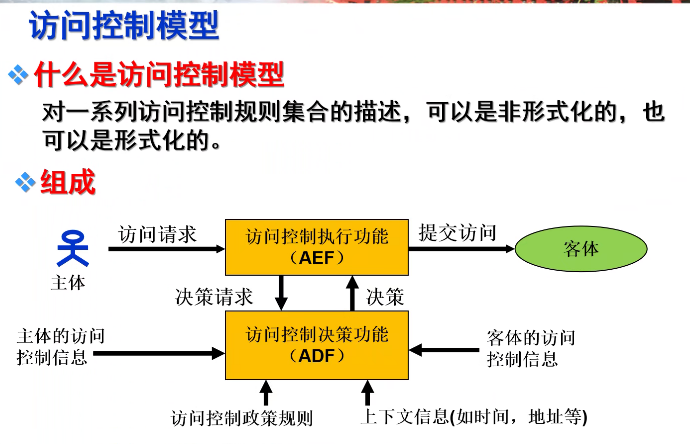 访问控制模型
什么是访问控制模型
对一系列访问控制规则集合的描述，可以是非形式化的，也
可以是形式化的。
组成
访问请求
访问控制执行功能
（AEF）
提交访问
客体
主体
决策请求
决策
主体的访问
控制信息
访问控制决策功能
（ADF）
客体的访问
控制信息
访问控制政策规则
上下文信息(如时间，地址等)